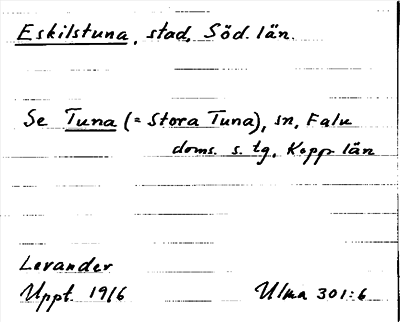 Eskilstuna, stad, Söd. län.
Se Tuna (= Stora Tuna), sn, Falu
doms. s. tg, Kopp. län
Levander
Uppt. 1916
Ulma 301:6